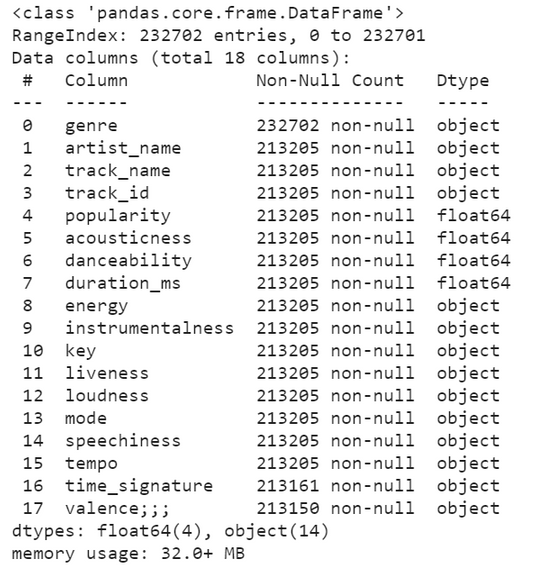 <class 'pandas.core.frame.DataFrame'>
RangeIndex: 232702 entries, 0 to 232701
Data columns (total 18 columns):
 #   Column            Non-Null Count   Dtype
---  ------            --------------   -----
 0   genre             232702 non-null  object
 1   artist_name       213205 non-null  object
 2   track_name        213205 non-null  object
 3   track_id          213205 non-null  object
 4   popularity        213205 non-null  float64
 5   acousticness      213205 non-null  float64
 6   danceability      213205 non-null  float64
 7   duration_ms       213205 non-null  float64
 8   energy            213205 non-null  object
 9   instrumentalness  213205 non-null  object
 10  key               213205 non-null  object
 11  liveness          213205 non-null  object
 12  loudness          213205 non-null  object
 13  mode              213205 non-null  object
 14  speechiness       213205 non-null  object
 15  tempo             213205 non-null  object
 16  time_signature    213161 non-null  object
 17  valence;;;        213150 non-null  object
dtypes: float64(4), object(14)
memory usage: 32.0+ MB